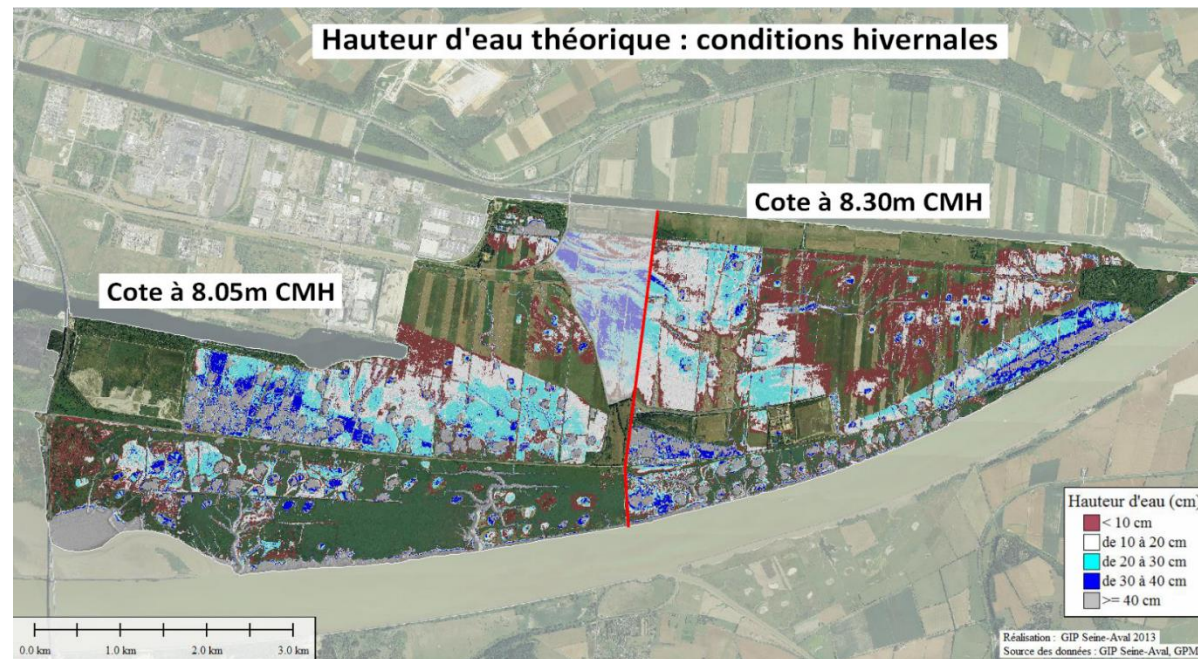 Hauteur d'eau théorique : conditions hivernales
Cote à 8.30m CMH
Cote à 8.05m CMH
Hauteur d'eau (cm)
< 10 cm
de 10 à 20 cm
de 20 à 30 cm
de 30 à 40 cm
>= 40 cm
0.0 km 1.0 km 2.0 km 3.0 km
Réalisation : GIP Seine-Aval 2013
Source des données : GIP Seine-Aval, GPM